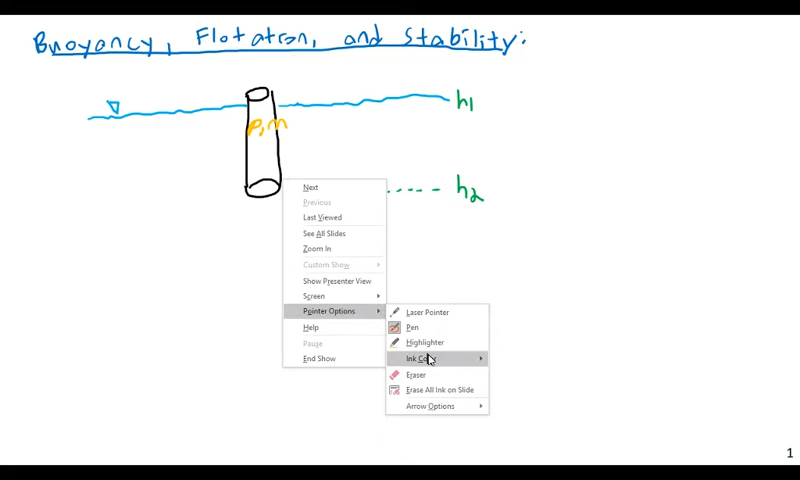 Buoyancy, Flotation, and Stability:
h1
ρ, m
h2
Next
Previous
Last Viewed
See All Slides
Zoom In
Custom Show
Show Presenter View
Screen
Pointer Options
Help
Pause
End Show
Laser Pointer
Pen
Highlighter
Ink Co
Eraser
Erase All Ink on Slide
Arrow Options
1